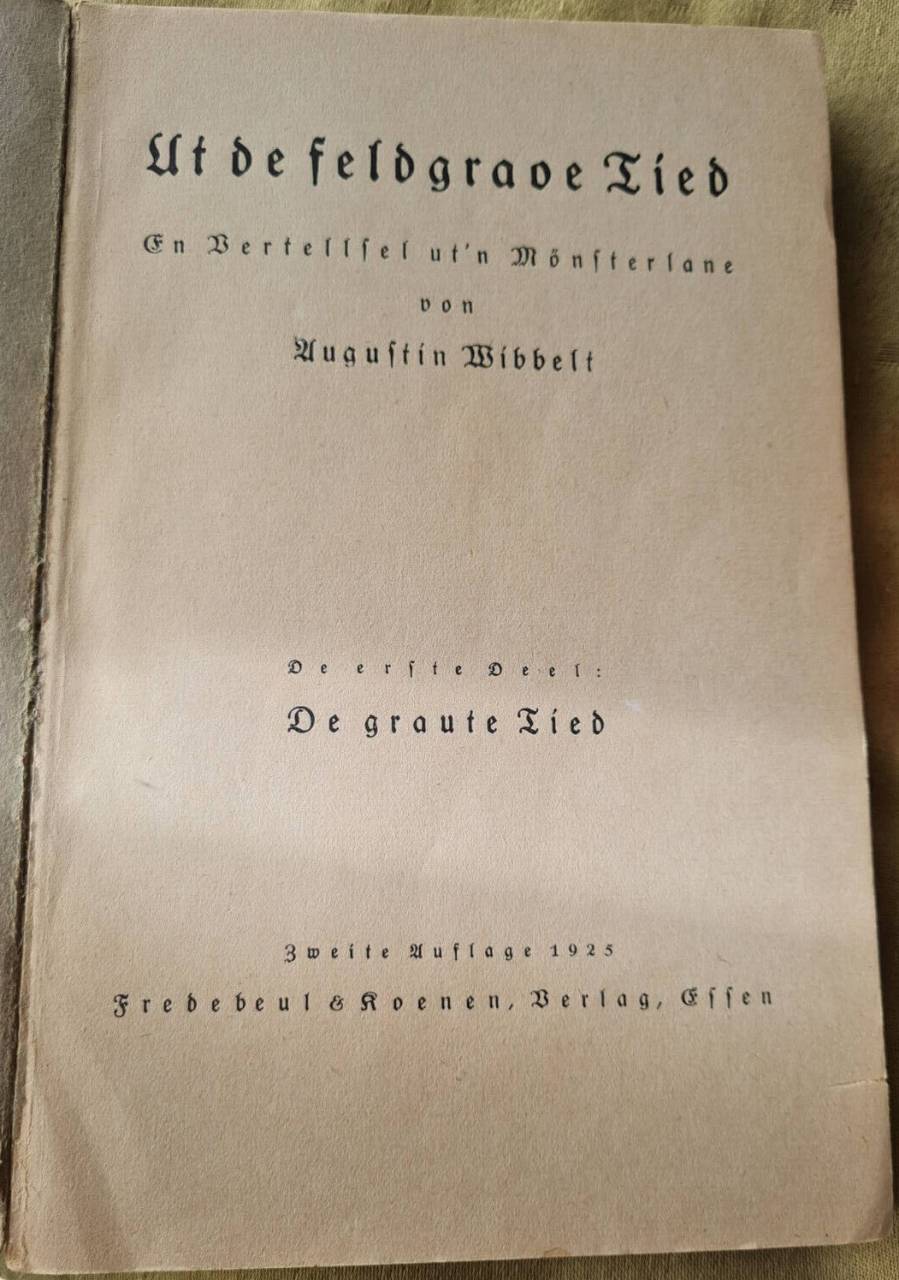 Ut de feldgraoe Tied
En Vertellſel ut'n Mönſterlane
von
Auguſtin Wibbelt
De erſte Deel:
De graute Tied
Zweite Auflage 1925
Fredebeul & Koenen, Verlag, Eſſen